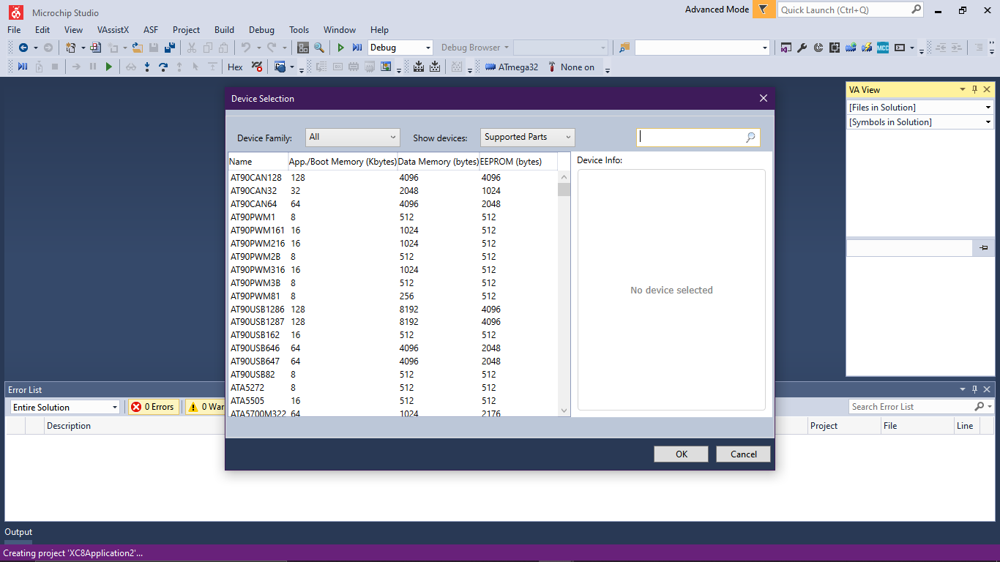 Microchip Studio
Advanced Mode
Quick Launch (Ctrl+Q)
File Edit View VAssistX ASF Project Build Debug Tools Window Help
Debug Debug Browser
MCC
Hex ATmega32 None on
Device Selection
VA View
[Files in Solution]
[Symbols in Solution]
Device Family: All Show devices: Supported Parts
Name App./Boot Memory (Kbytes) Data Memory (bytes) EEPROM (bytes)
Device Info:
AT90CAN128 128 4096 4096
AT90CAN32 32 2048 1024
AT90CAN64 64 4096 2048
AT90PWM1 8 512 512
AT90PWM161 16 1024 512
AT90PWM216 16 1024 512
AT90PWM2B 8 512 512
AT90PWM316 16 1024 512
AT90PWM3B 8 512 512
AT90PWM81 8 256 512
AT90USB1286 128 8192 4096
AT90USB1287 128 8192 4096
AT90USB162 16 512 512
AT90USB646 64 4096 2048
AT90USB647 64 4096 2048
AT90USB82 8 512 512
ATA5272 8 512 512
ATA5505 16 512 512
ATA5700M322 64 1024 2176
No device selected
OK Cancel
Error List
Entire Solution 0 Errors 0 War
Search Error List
Description Project File Line
Output
Creating project 'XC8Application2'...